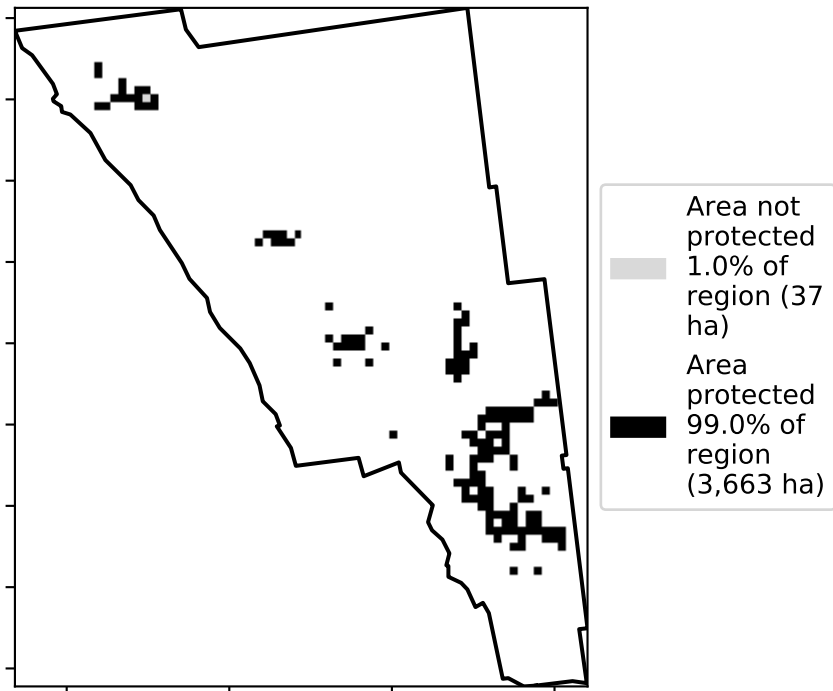 Area not
protected
1.0% of
region (37
ha)
Area
protected
99.0% of
region
(3,663 ha)